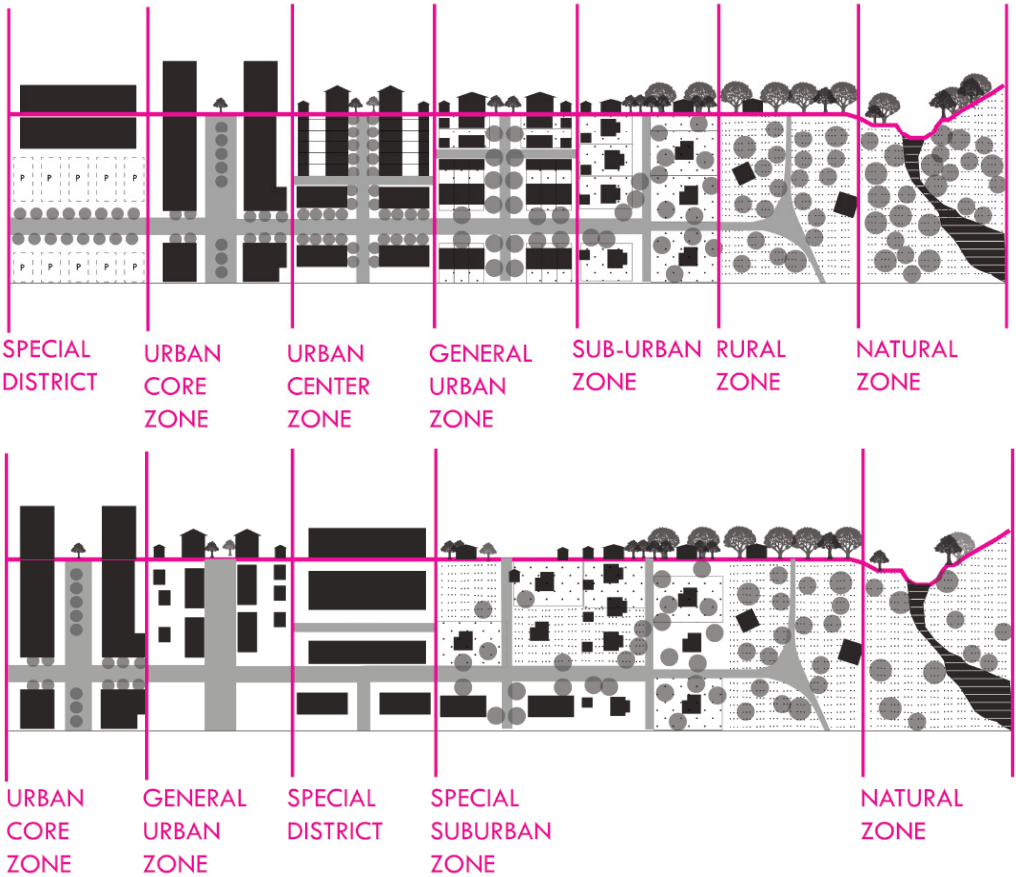 P P P P P
P P P P P
SPECIAL
DISTRICT
URBAN
CORE
ZONE
URBAN
CENTER
ZONE
GENERAL
URBAN
ZONE
SUB-URBAN
ZONE
RURAL
ZONE
NATURAL
ZONE
URBAN
CORE
ZONE
GENERAL
URBAN
ZONE
SPECIAL
DISTRICT
SPECIAL
SUBURBAN
ZONE
NATURAL
ZONE